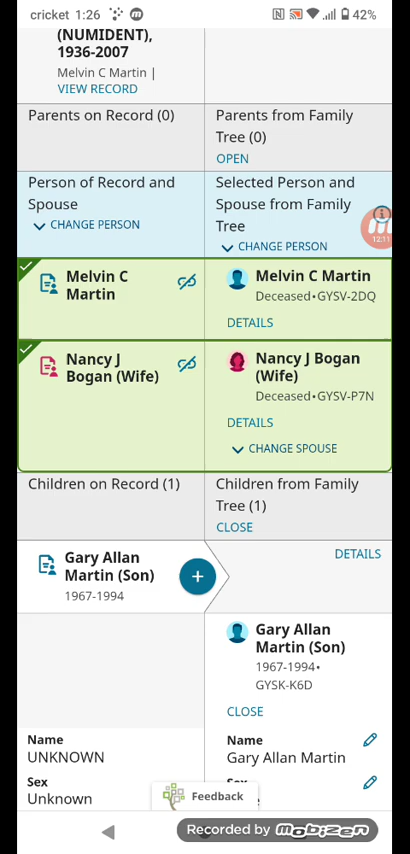 cricket 1:26 42%
(NUMIDENT),
1936-2007
Melvin C Martin |
VIEW RECORD
Parents on Record (0)
Parents from Family
Tree (0)
OPEN
Person of Record and
Spouse
CHANGE PERSON
Selected Person and
Spouse from Family
Tree
CHANGE PERSON
12:11
Melvin C
Martin
Melvin C Martin
Deceased•GYSV-2DQ
DETAILS
Nancy J
Bogan (Wife)
Nancy J Bogan
(Wife)
Deceased•GYSV-P7N
DETAILS
CHANGE SPOUSE
Children on Record (1)
Children from Family
Tree (1)
CLOSE
Gary Allan
Martin (Son)
1967-1994
DETAILS
Gary Allan
Martin (Son)
1967-1994•
GYSK-K6D
CLOSE
Name
UNKNOWN
Name
Gary Allan Martin
Sex
Unknown
Feedback
Recorded by mobizen